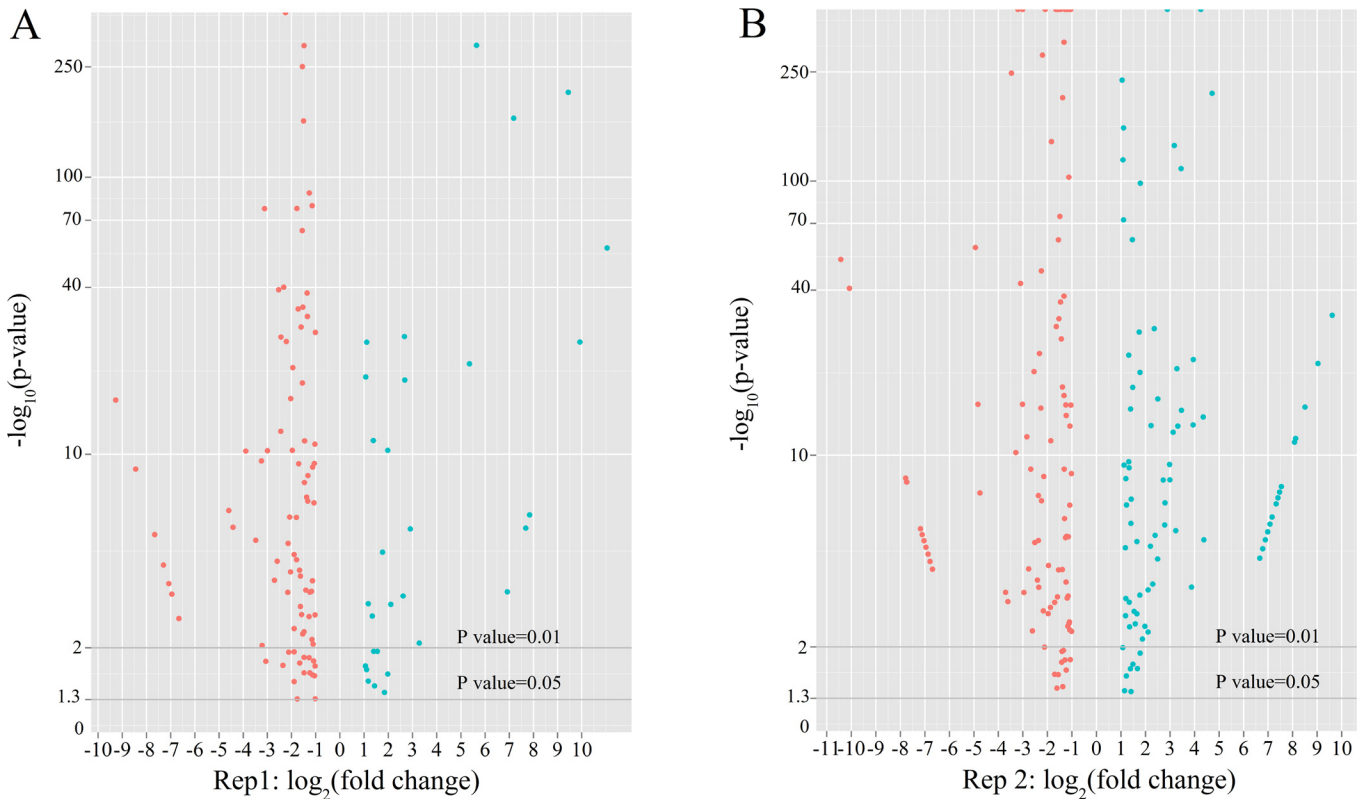 A
250
100
70
40
10
2
1.3
0
-log10(p-value)
P value=0.01
P value=0.05
-10 -9 -8 -7 -6 -5 -4 -3 -2 -1 0 1 2 3 4 5 6 7 8 9 10
Rep1: log2(fold change)
B
250
100
70
40
10
2
1.3
0
-log10(p-value)
P value=0.01
P value=0.05
-11 -10 -9 -8 -7 -6 -5 -4 -3 -2 -1 0 1 2 3 4 5 6 7 8 9 10
Rep 2: log2(fold change)